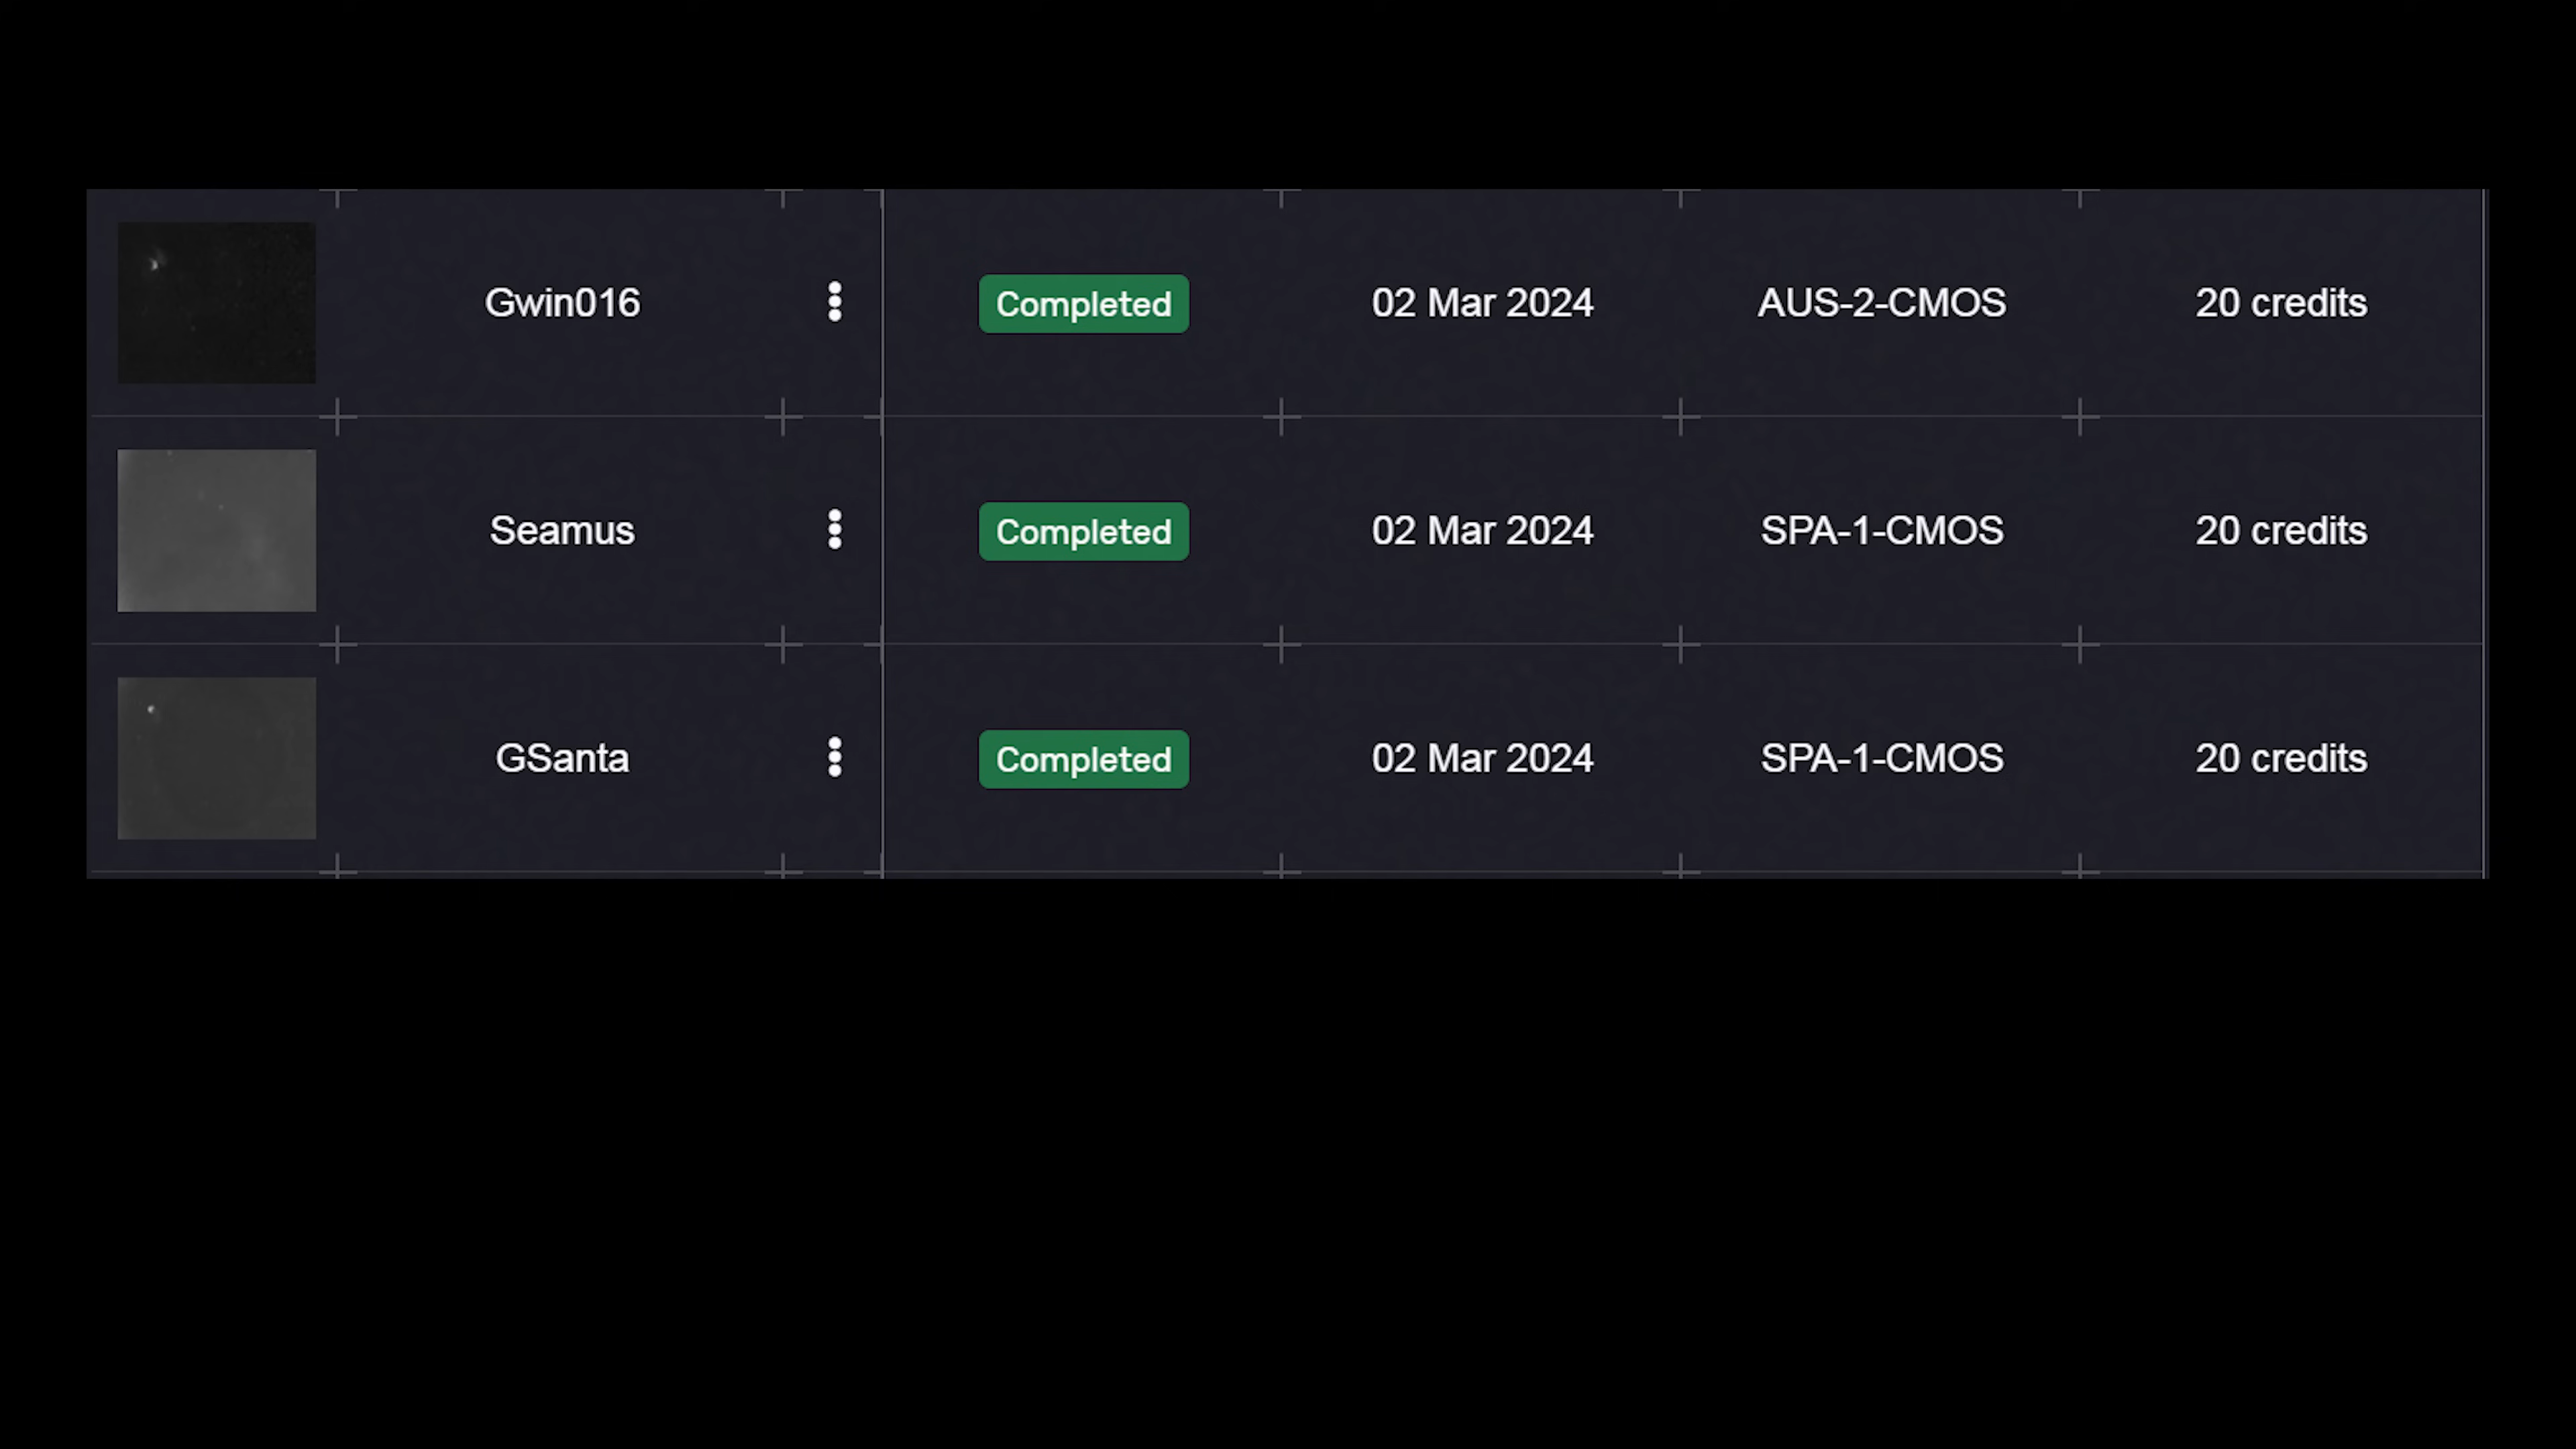 Gwin016 Completed 02 Mar 2024 AUS-2-CMOS 20 credits
Seamus Completed 02 Mar 2024 SPA-1-CMOS 20 credits
GSanta Completed 02 Mar 2024 SPA-1-CMOS 20 credits